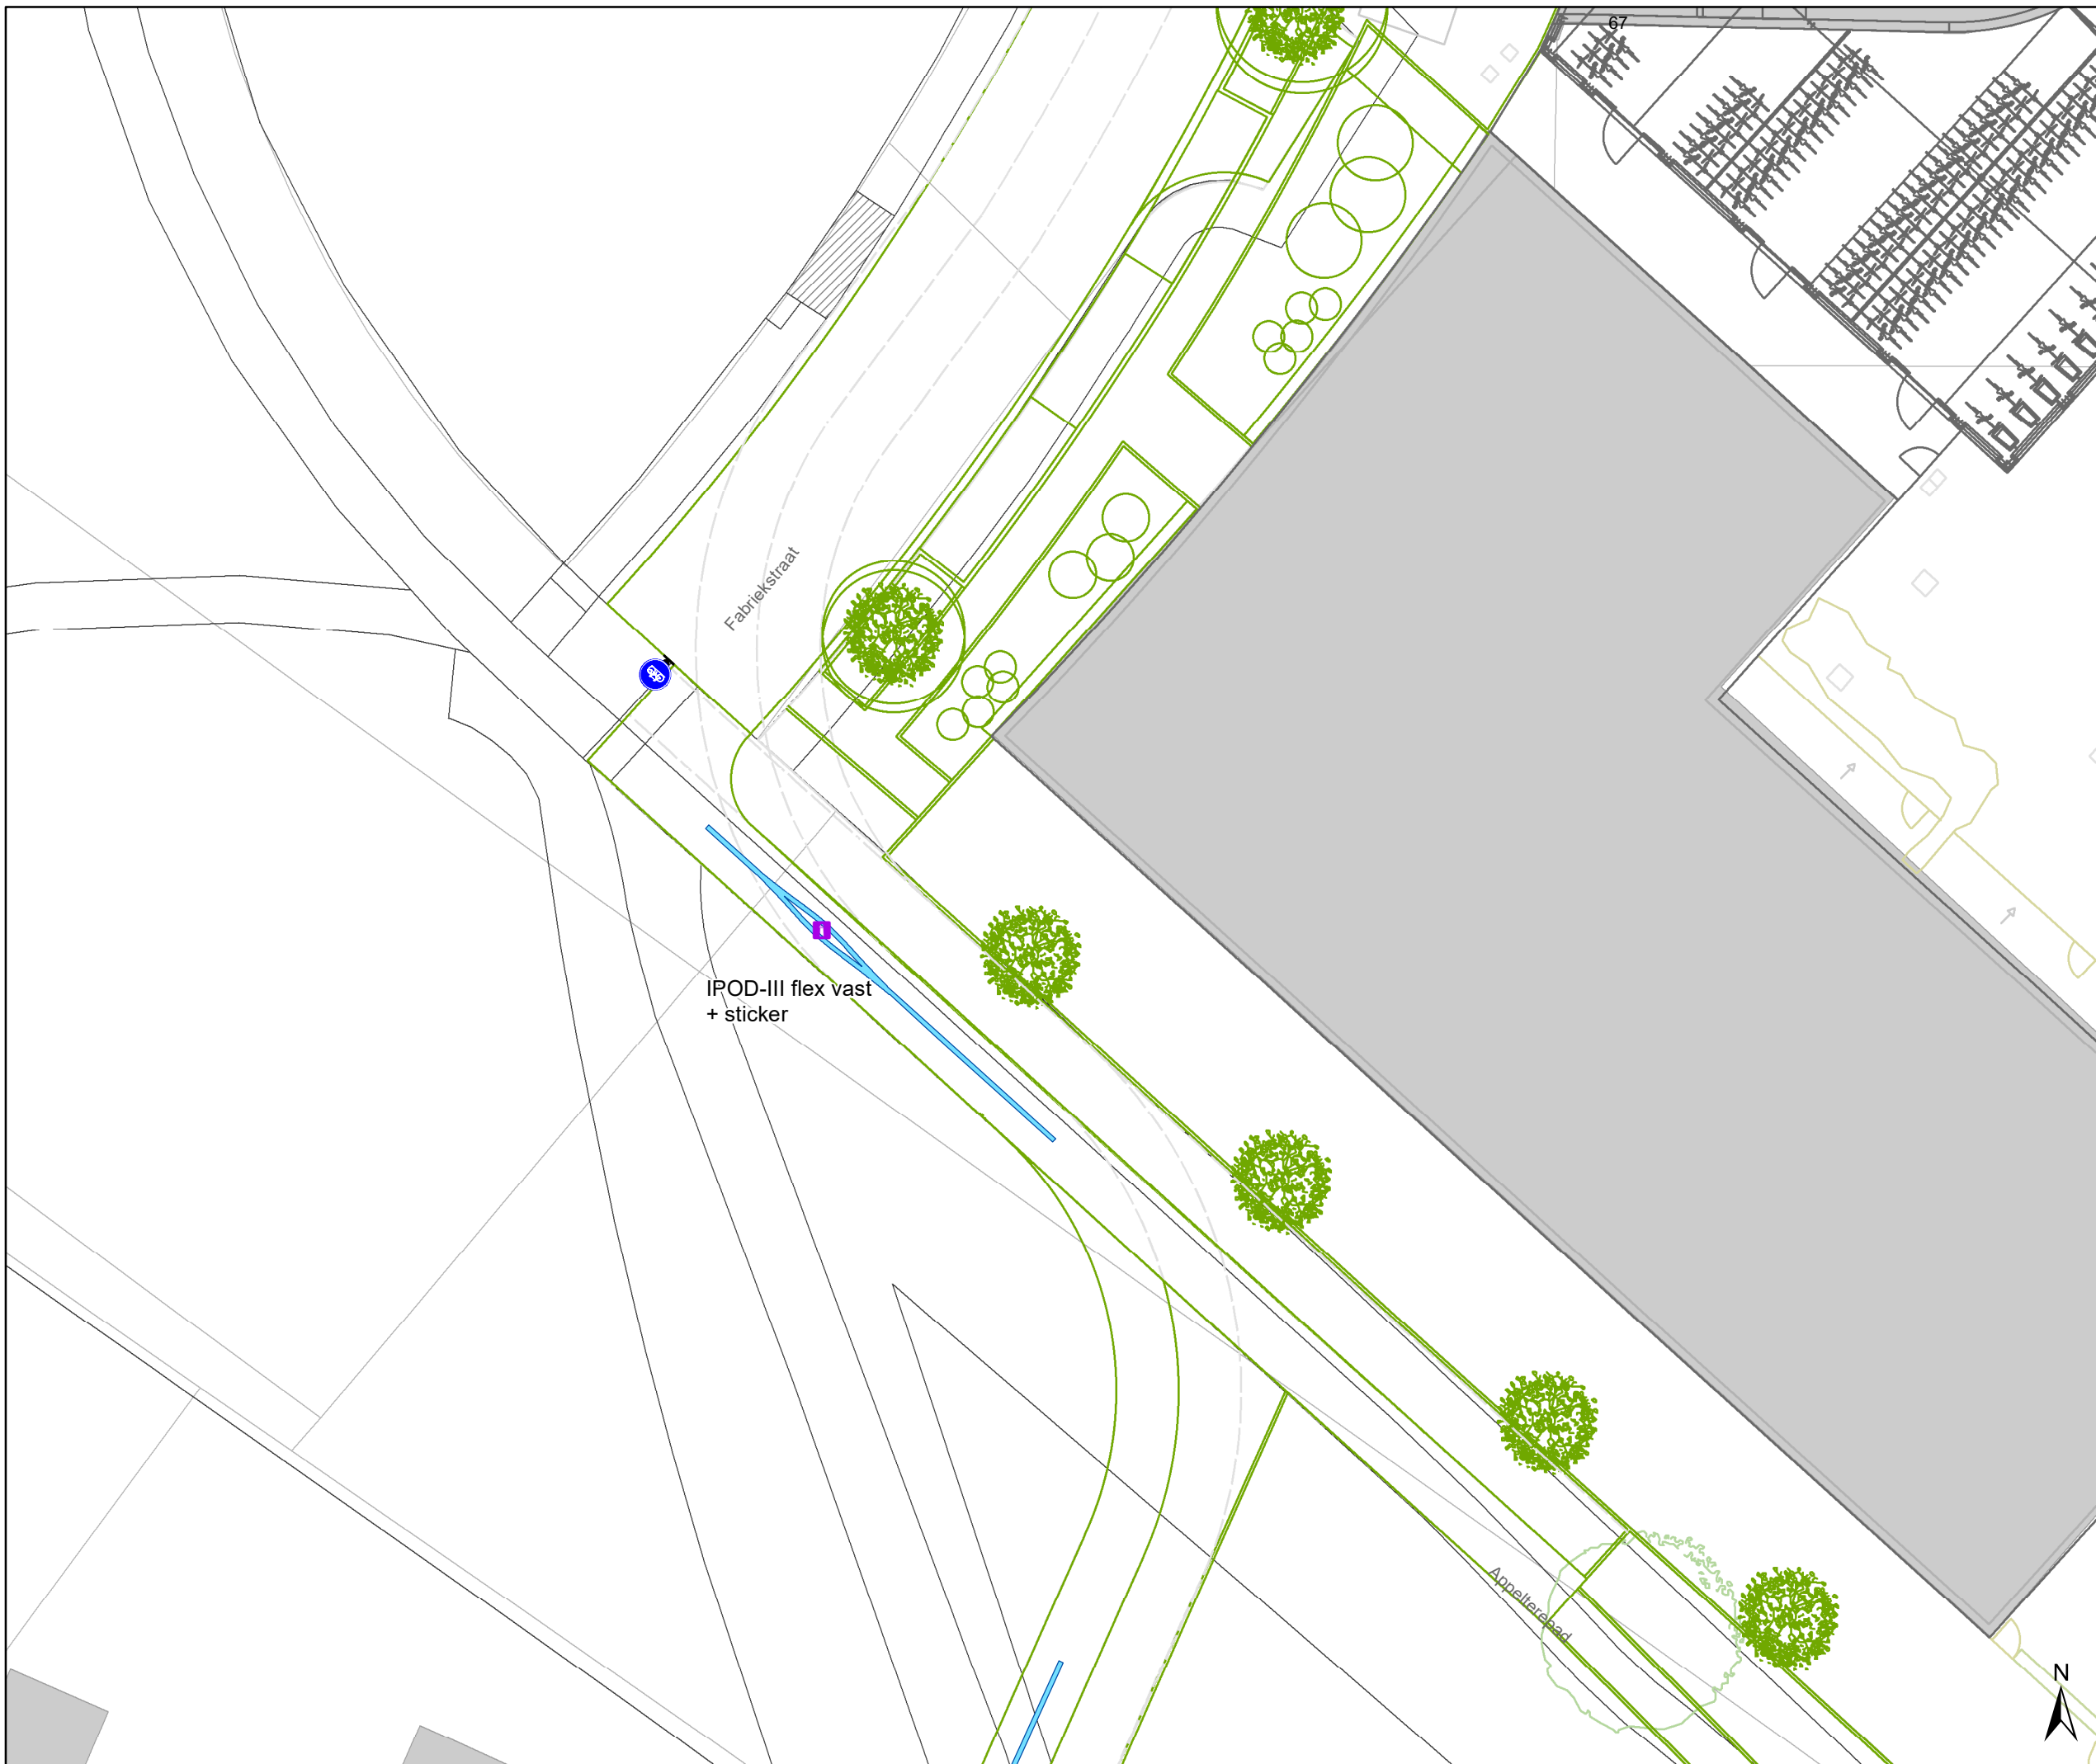 67
Fabriekstraat
IPOD-III flex vast
+ sticker
Appelterepad
N